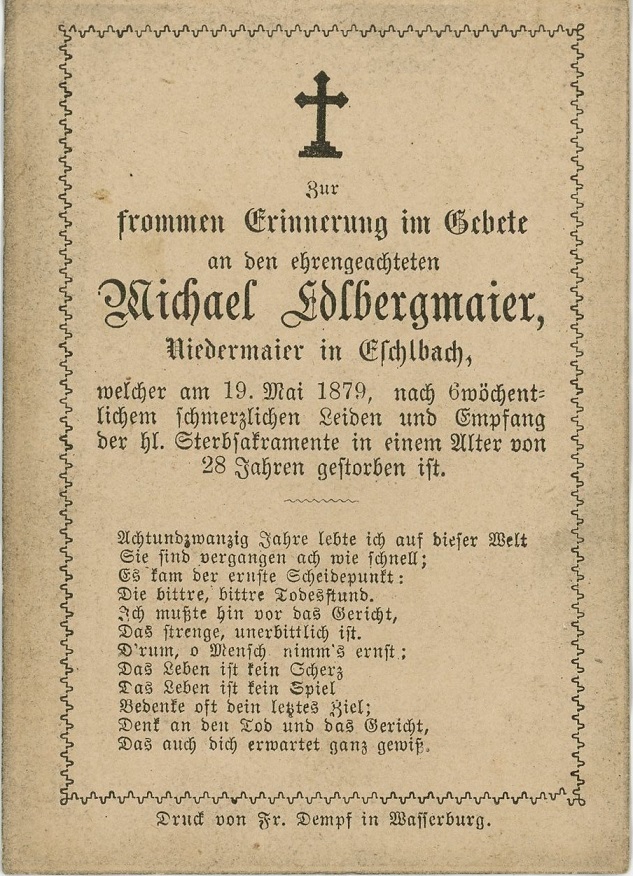 Zur
frommen Erinnerung im Gebete
an den ehrengeachteten
Michael Edlbergmaier,
Niedermaier in Eschlbach,
welcher am 19. Mai 1879, nach 6wöchent-
lichem schmerzlichen Leiden und Empfang
der hl. Sterbsakramente in einem Alter von
28 Jahren gestorben ist.
Achtundzwanzig Jahre lebte ich auf dieser Welt
Sie sind vergangen ach wie schnell;
Es kam der ernste Scheidepunkt:
Die bittre, bittre Todesstund.
Ich mußte hin vor das Gericht,
Das strenge, unerbittlich ist.
D'rum, o Mensch nimm's ernst;
Das Leben ist kein Scherz
Das Leben ist kein Spiel
Bedenke oft dein letztes Ziel;
Denk an den Tod und das Gericht,
Das auch dich erwartet ganz gewiß.
Druck von Fr. Dempf in Wasserburg.